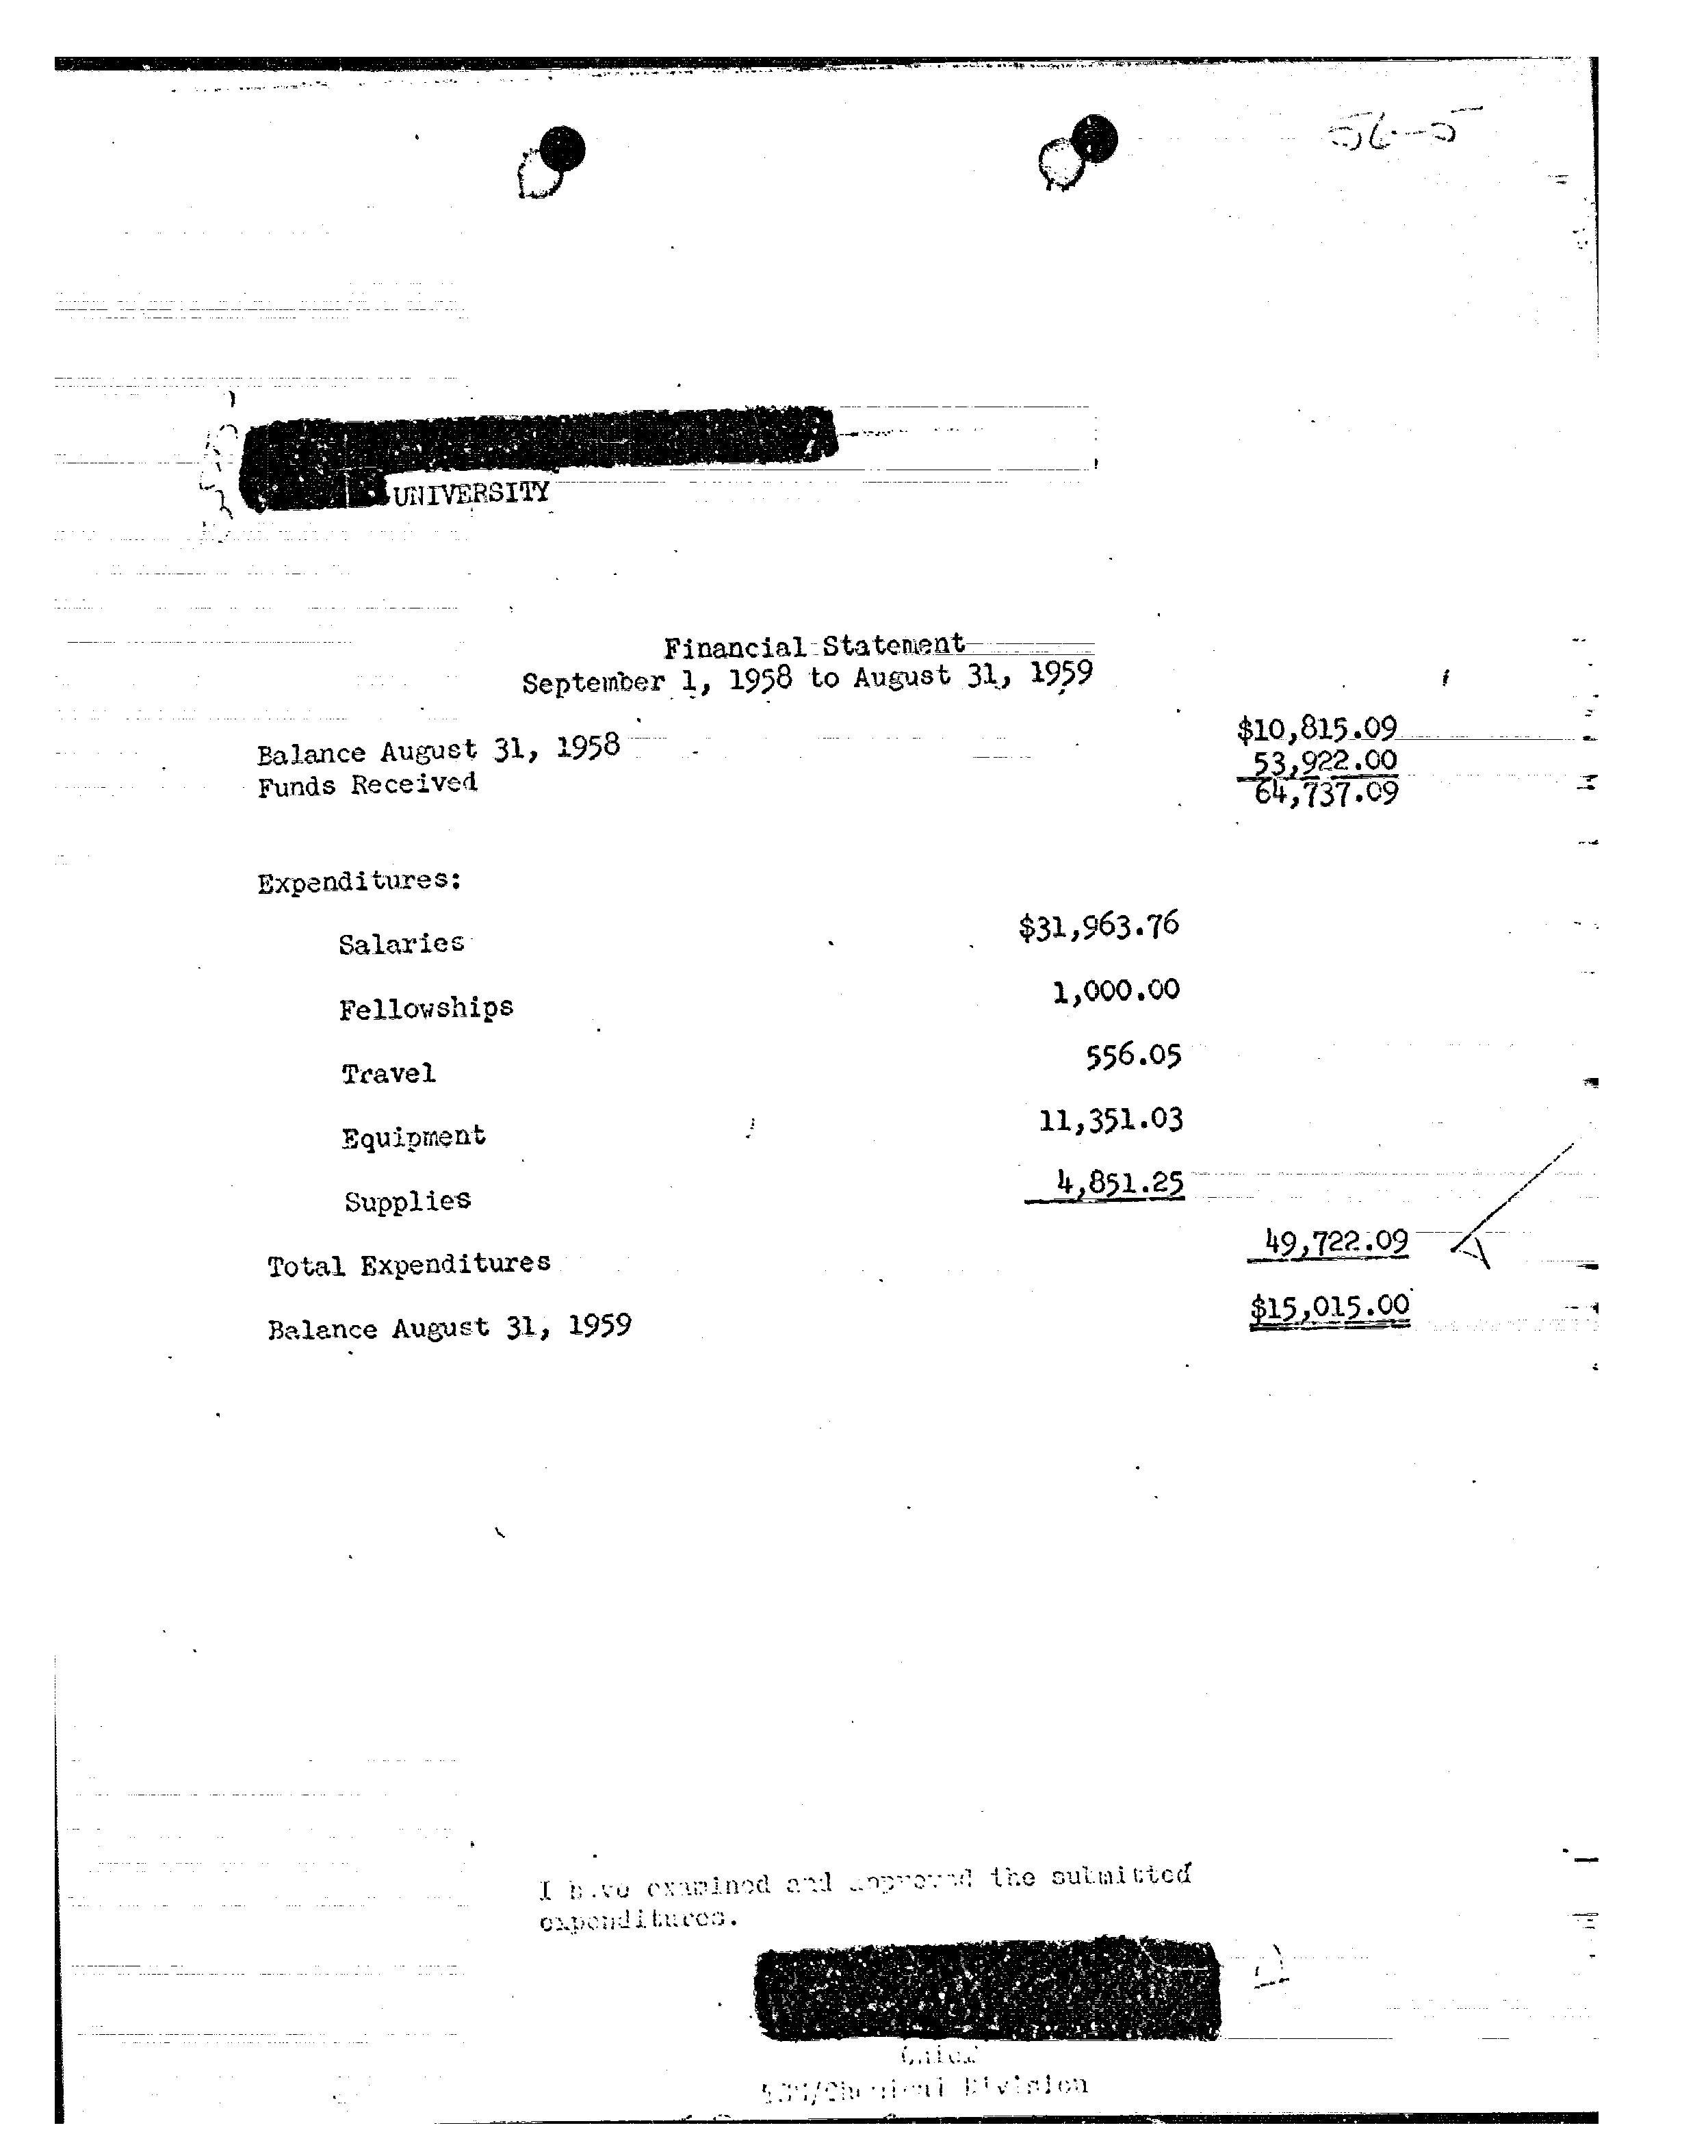 56-5
UNIVERSITY
Financial Statement
September 1, 1958 to August 31, 1959
Balance August 31, 1958 $10,815.09
Funds Received 53,922.00
64,737.09
Expenditures:
Salaries $31,963.76
Fellowships 1,000.00
Travel 556.05
Equipment 11,351.03
Supplies 4,851.25
Total Expenditures 49,722.09
Balance August 31, 1959 $15,015.00
I have examined and approved the submitted
expenditures.
Chief
Chemical Division